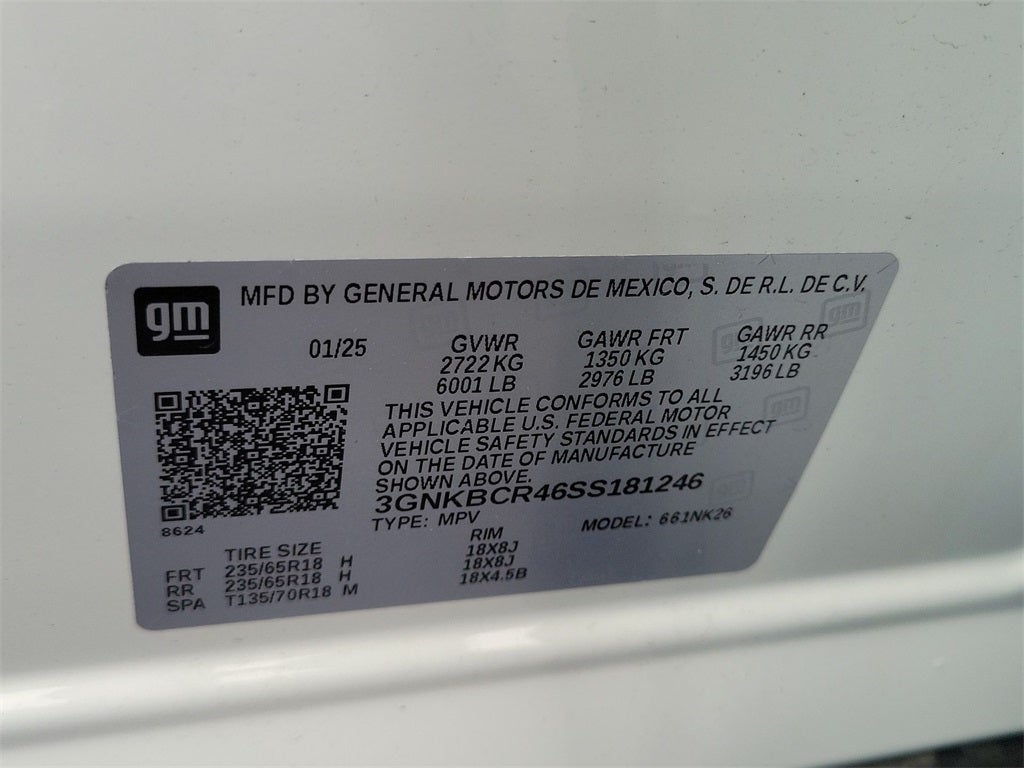 gm MFD BY GENERAL MOTORS DE MEXICO, S. DE R.L. DE C.V.
01/25 GVWR GAWR FRT GAWR RR
2722 KG 1350 KG 1450 KG
6001 LB 2976 LB 3196 LB
THIS VEHICLE CONFORMS TO ALL
APPLICABLE U.S. FEDERAL MOTOR
VEHICLE SAFETY STANDARDS IN EFFECT
ON THE DATE OF MANUFACTURE
SHOWN ABOVE.
3GNKBCR46SS181246
8624
TYPE: MPV MODEL: 661NK26
TIRE SIZE RIM
FRT 235/65R18 H 18X8J
RR 235/65R18 H 18X8J
SPA T135/70R18 M 18X4.5B